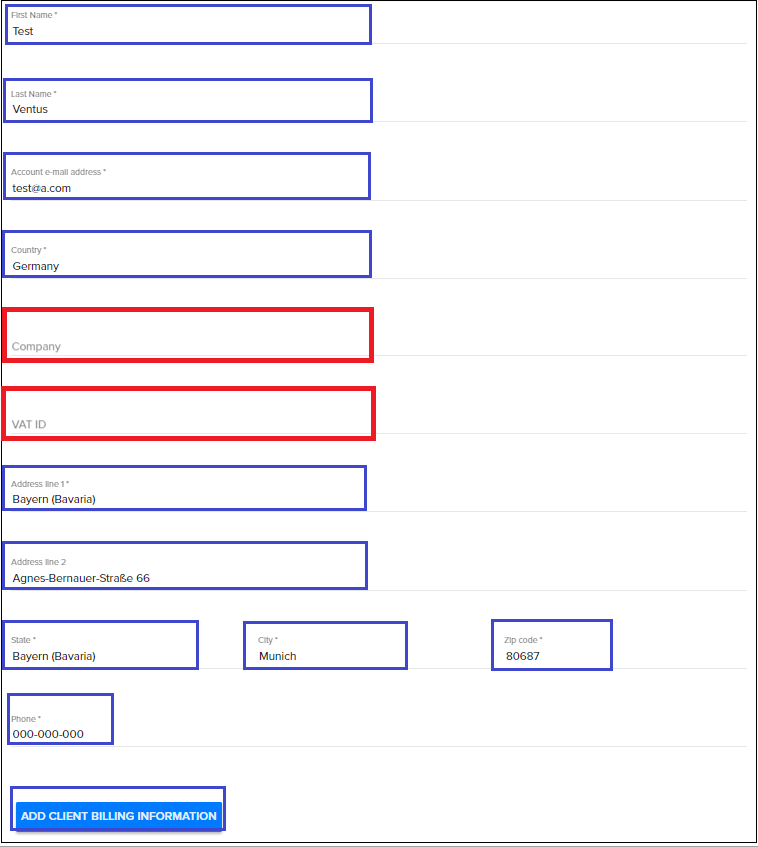 First Name *
Test
Last Name *
Ventus
Account e-mail address *
test@a.com
Country *
Germany
Company
VAT ID
Address line 1 *
Bayern (Bavaria)
Address line 2
Agnes-Bernauer-Straße 66
State * City * Zip code *
Bayern (Bavaria) Munich 80687
Phone *
000-000-000
ADD CLIENT BILLING INFORMATION